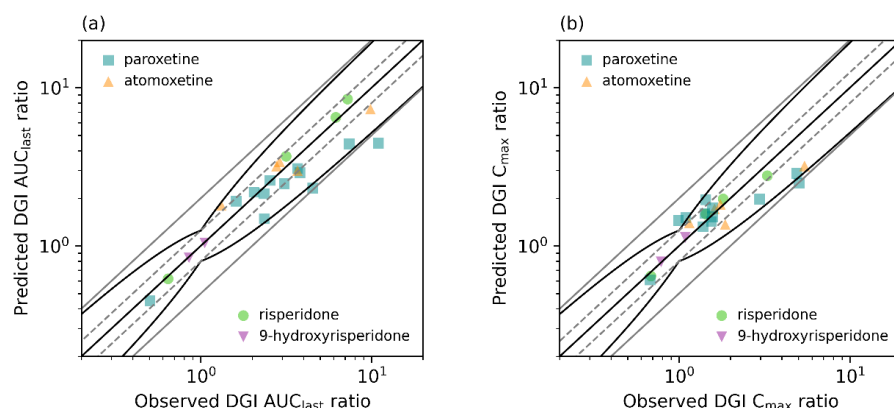 (a)
Predicted DGI AUClast ratio
paroxetine
atomoxetine
10¹
10⁰
risperidone
9-hydroxyrisperidone
10⁰
10¹
Observed DGI AUClast ratio
(b)
Predicted DGI Cmax ratio
paroxetine
atomoxetine
10¹
10⁰
risperidone
9-hydroxyrisperidone
10⁰
10¹
Observed DGI Cmax ratio